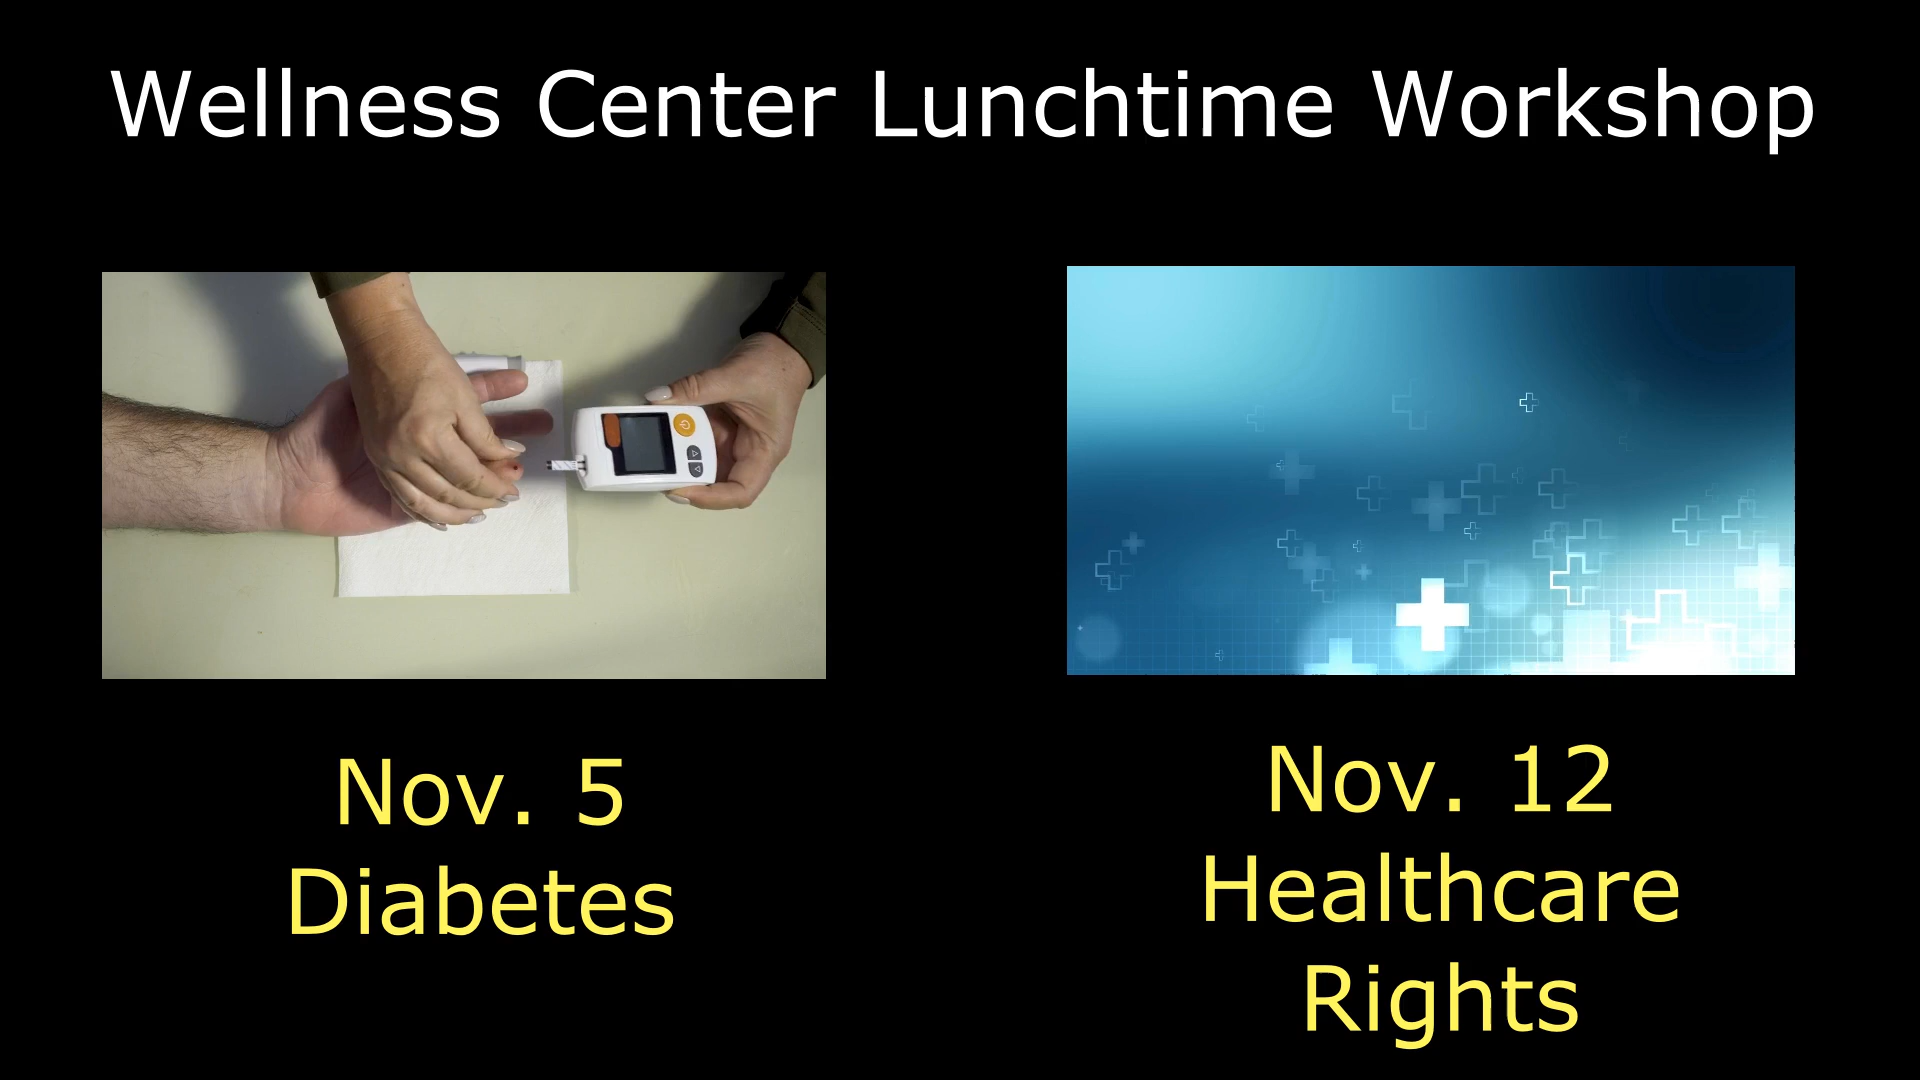 Wellness Center Lunchtime Workshop
Nov. 5
Diabetes
Nov. 12
Healthcare
Rights